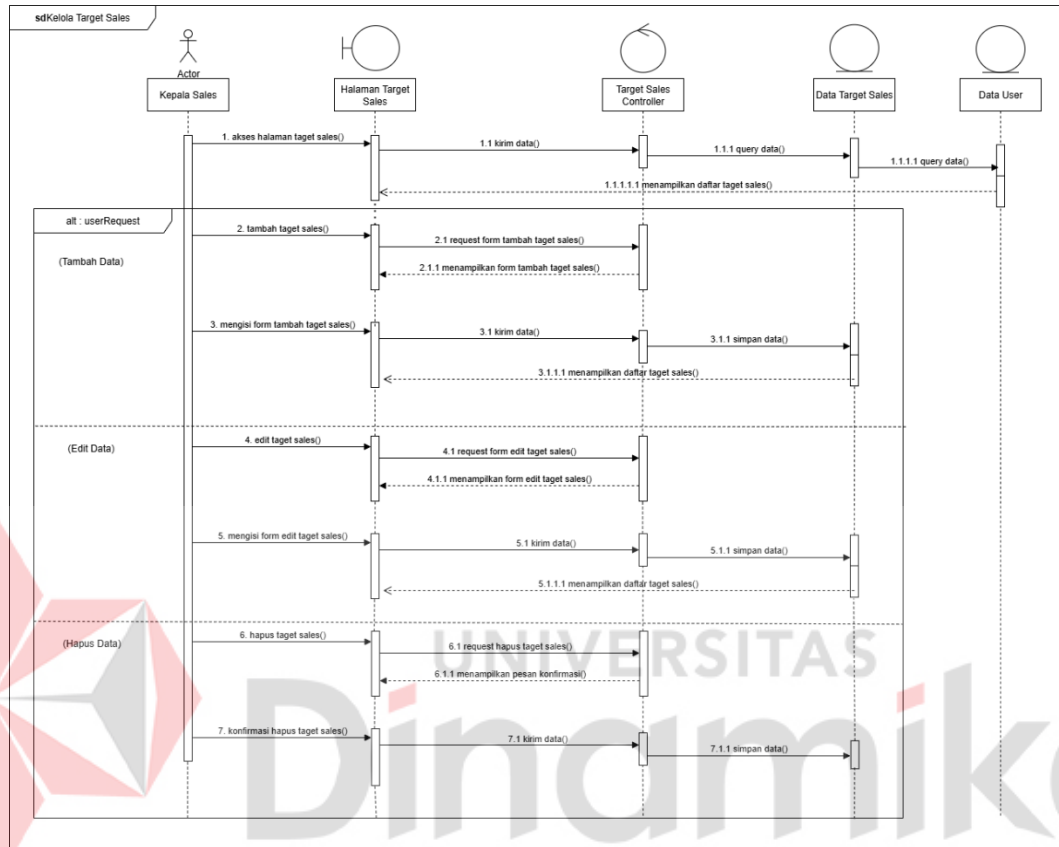 sdKelola Target Sales
Actor
Kepala Sales
Halaman Target
Sales
Target Sales
Controller
Data Target Sales
Data User
1. akses halaman taget sales()
1.1 kirim data()
1.1.1 query data()
1.1.1.1 query data()
1.1.1.1.1 menampilkan daftar taget sales()
alt : userRequest
(Tambah Data)
2. tambah taget sales()
2.1 request form tambah taget sales()
2.1.1 menampilkan form tambah taget sales()
3. mengisi form tambah taget sales()
3.1 kirim data()
3.1.1 simpan data()
3.1.1.1 menampilkan daftar taget sales()
(Edit Data)
4. edit taget sales()
4.1 request form edit taget sales()
4.1.1 menampilkan form edit taget sales()
5. mengisi form edit taget sales()
5.1 kirim data()
5.1.1 simpan data()
5.1.1.1 menampilkan daftar taget sales()
(Hapus Data)
6. hapus taget sales()
6.1 request hapus taget sales()
6.1.1 menampilkan pesan konfirmasi()
7. konfirmasi hapus taget sales()
7.1 kirim data()
7.1.1 simpan data()
UNIVERSITAS
Dinamika